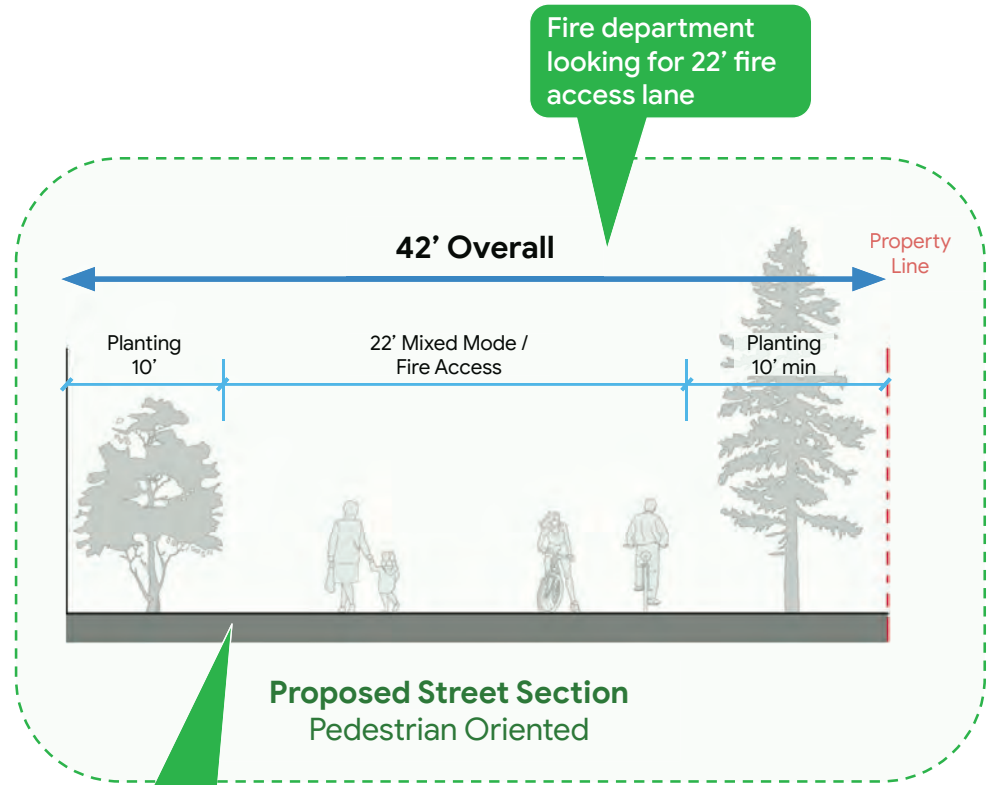 Fire department
looking for 22’ fire
access lane
42’ Overall
Property
Line
Planting
10’
22’ Mixed Mode /
Fire Access
Planting
10’ min
Proposed Street Section
Pedestrian Oriented